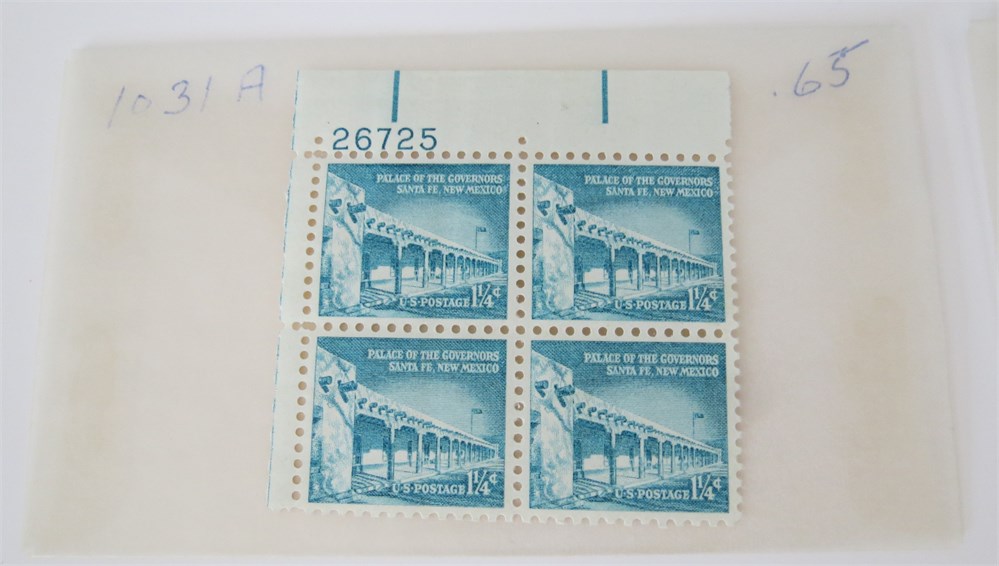 1031 A
.65
26725
PALACE OF THE GOVERNORS
SANTA FE, NEW MEXICO
U·S·POSTAGE 1¼¢
PALACE OF THE GOVERNORS
SANTA FE, NEW MEXICO
U·S·POSTAGE 1¼¢
PALACE OF THE GOVERNORS
SANTA FE, NEW MEXICO
U·S·POSTAGE 1¼¢
PALACE OF THE GOVERNORS
SANTA FE, NEW MEXICO
U·S·POSTAGE 1¼¢